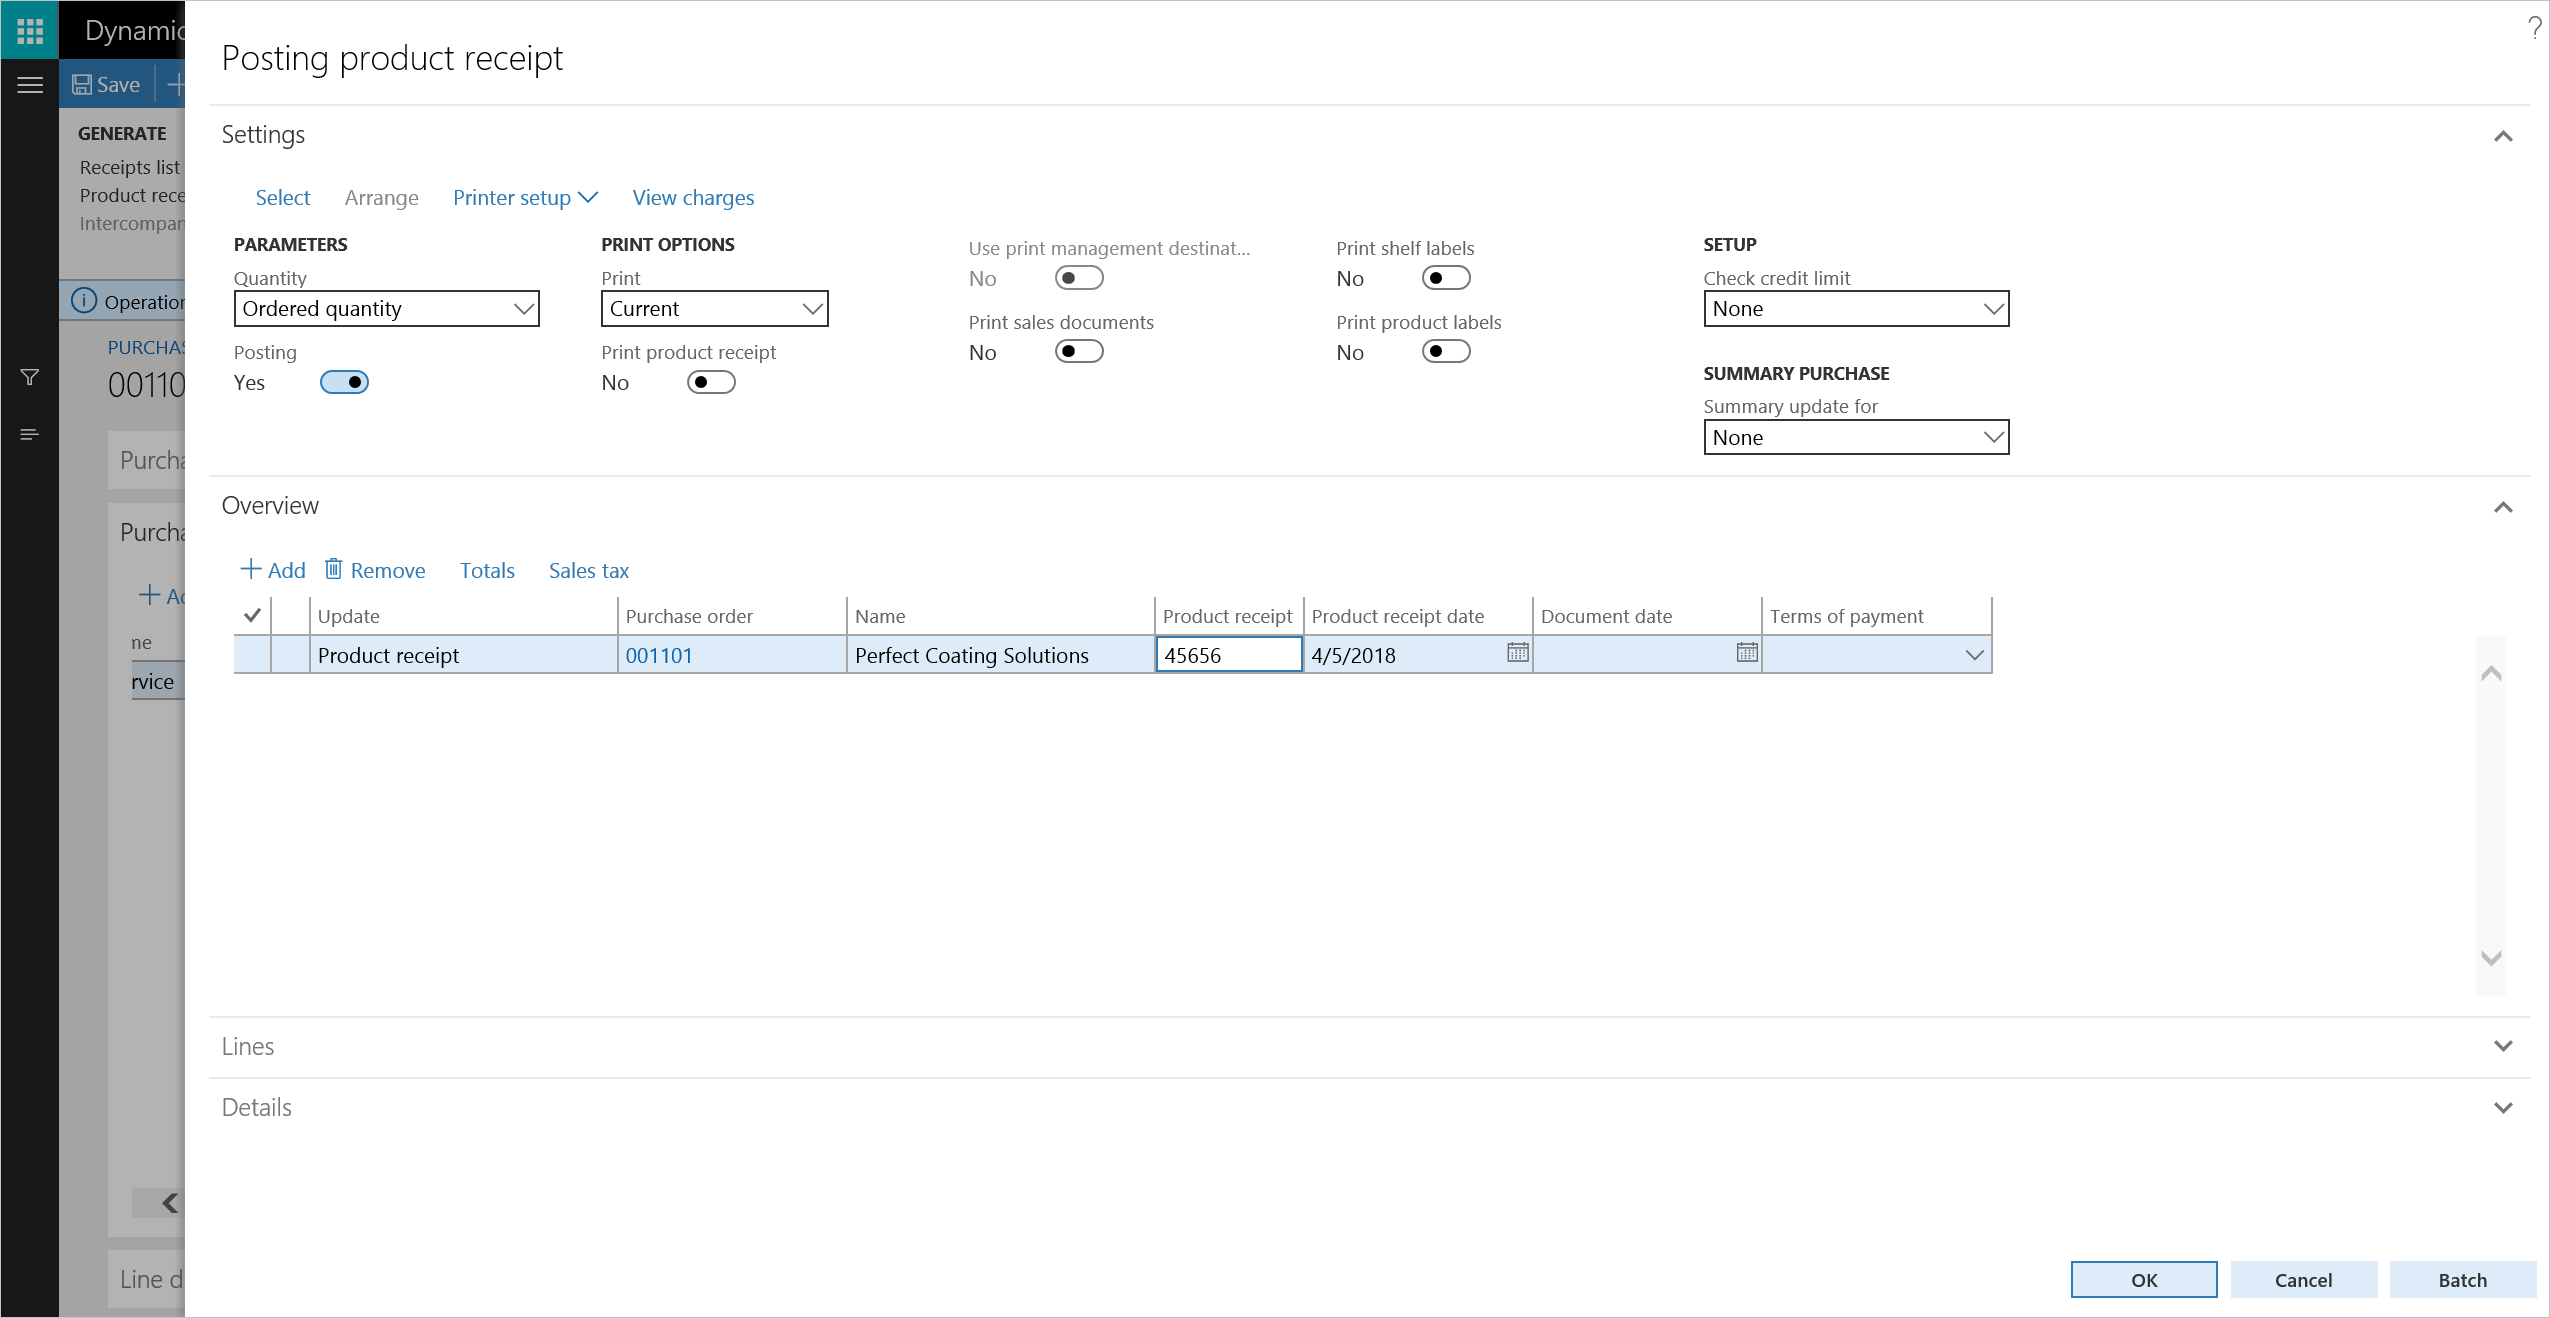 Dynamic
?
Save
Posting product receipt
GENERATE
Receipts list
Product rece
Intercompan
Operation
PURCHAS
00110
Purcha
Purcha
Ad
ne
rvice
Line d
Settings
Select Arrange Printer setup View charges
PARAMETERS
Quantity
Ordered quantity
Posting
Yes
PRINT OPTIONS
Print
Current
Print product receipt
No
Use print management destinat...
No
Print sales documents
No
Print shelf labels
No
Print product labels
No
SETUP
Check credit limit
None
SUMMARY PURCHASE
Summary update for
None
Overview
Add Remove Totals Sales tax
Update Purchase order Name Product receipt Product receipt date Document date Terms of payment
Product receipt 001101 Perfect Coating Solutions 45656 4/5/2018
Lines
Details
OK Cancel Batch